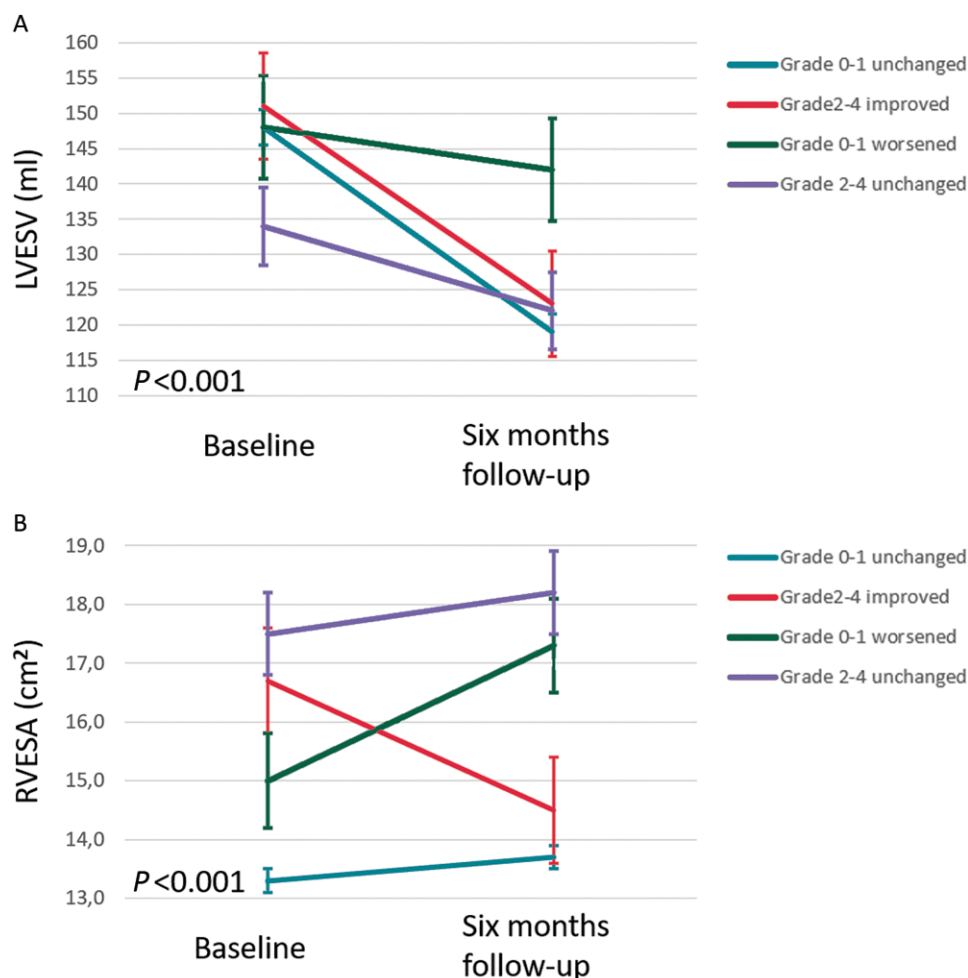 A
160
155
150
145
140
135
130
125
120
115
110
LVESV (ml)
P<0.001
Baseline
Six months
follow-up
Grade 0-1 unchanged
Grade2-4 improved
Grade 0-1 worsened
Grade 2-4 unchanged
B
19,0
18,0
17,0
16,0
15,0
14,0
13,0
RVESA (cm²)
P<0.001
Baseline
Six months
follow-up
Grade 0-1 unchanged
Grade2-4 improved
Grade 0-1 worsened
Grade 2-4 unchanged